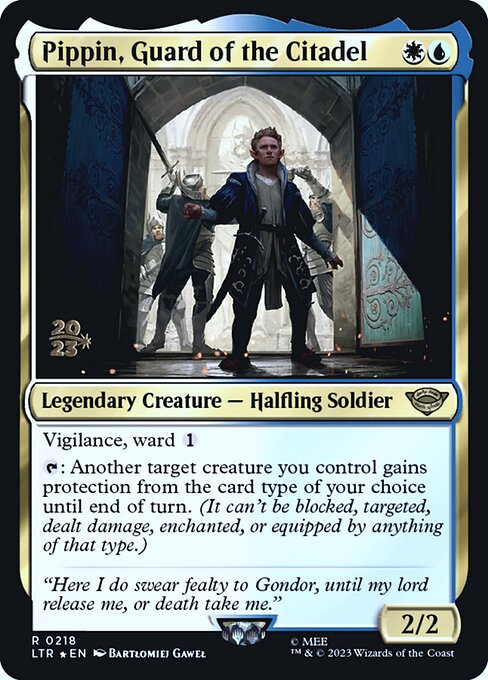 Pippin, Guard of the Citadel
20
23
Legendary Creature — Halfling Soldier
Vigilance, ward 1
: Another target creature you control gains
protection from the card type of your choice
until end of turn. (It can't be blocked, targeted,
dealt damage, enchanted, or equipped by anything
of that type.)
"Here I do swear fealty to Gondor, until my lord
release me, or death take me."
2/2
R 0218
LTR ★ EN Bartłomiej Gaweł
© MEE
™ & © 2023 Wizards of the Coast